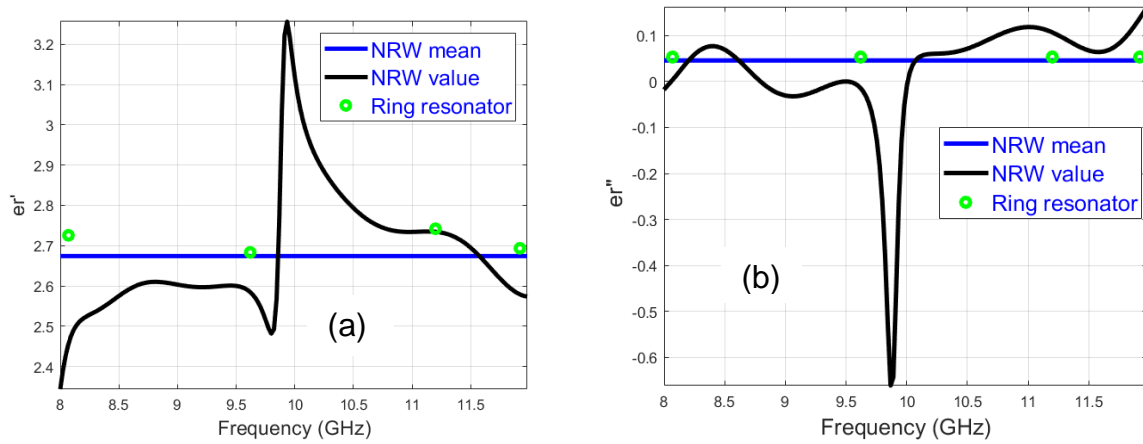 3.2
3.1
3
2.9
2.8
2.7
2.6
2.5
2.4
er'
8
8.5
9
9.5
10
10.5
11
11.5
Frequency (GHz)
NRW mean
NRW value
Ring resonator
(a)
0.1
0
-0.1
-0.2
-0.3
-0.4
-0.5
-0.6
er"
8
8.5
9
9.5
10
10.5
11
11.5
Frequency (GHz)
NRW mean
NRW value
Ring resonator
(b)